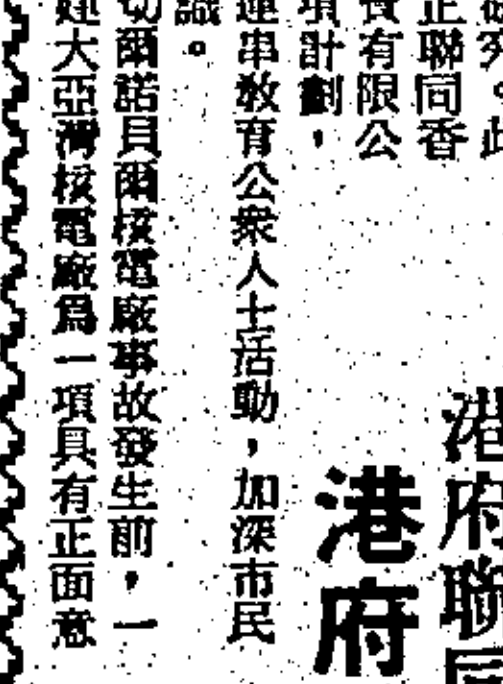 港府聯同
港府
究。此
正聯同香
資有限公
項計劃，
連串教育公衆人士活動，加深市民
識。
切爾諾貝爾核電廠事故發生前，一
建大亞灣核電廠爲一項具有正面意